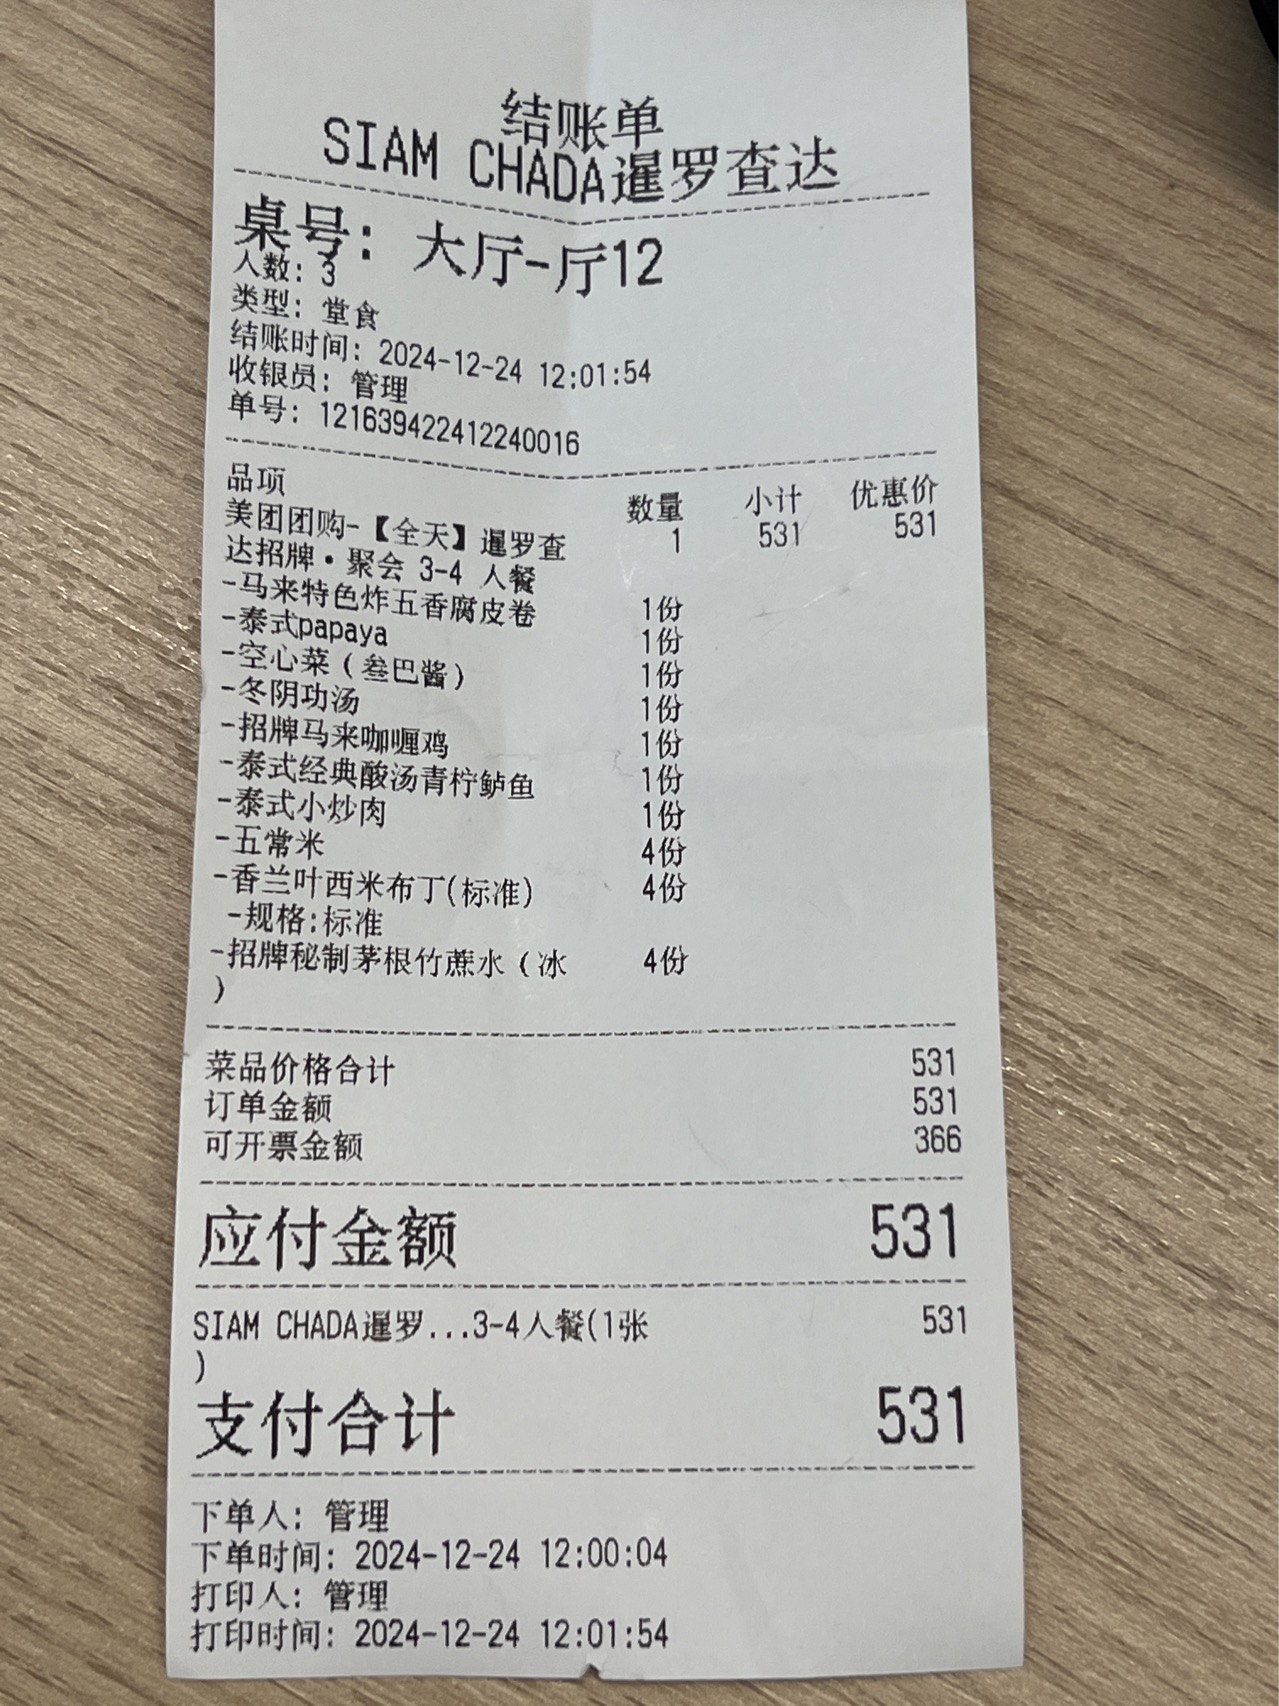 结账单
SIAM CHADA暹罗查达
桌号: 大厅-厅12
人数: 3
类型: 堂食
结账时间: 2024-12-24 12:01:54
收银员: 管理
单号: 121639422412240016
品项 数量 小计 优惠价
美团团购-【全天】暹罗查 1 531 531
达招牌·聚会 3-4 人餐
-马来特色炸五香腐皮卷 1份
-泰式papaya 1份
-空心菜（叁巴酱） 1份
-冬阴功汤 1份
-招牌马来咖喱鸡 1份
-泰式经典酸汤青柠鲈鱼 1份
-泰式小炒肉 1份
-五常米 4份
-香兰叶西米布丁(标准) 4份
-规格:标准
-招牌秘制茅根竹蔗水（冰 4份
）
菜品价格合计 531
订单金额 531
可开票金额 366
应付金额 531
SIAM CHADA暹罗...3-4人餐(1张 531
)
支付合计 531
下单人: 管理
下单时间: 2024-12-24 12:00:04
打印人: 管理
打印时间: 2024-12-24 12:01:54